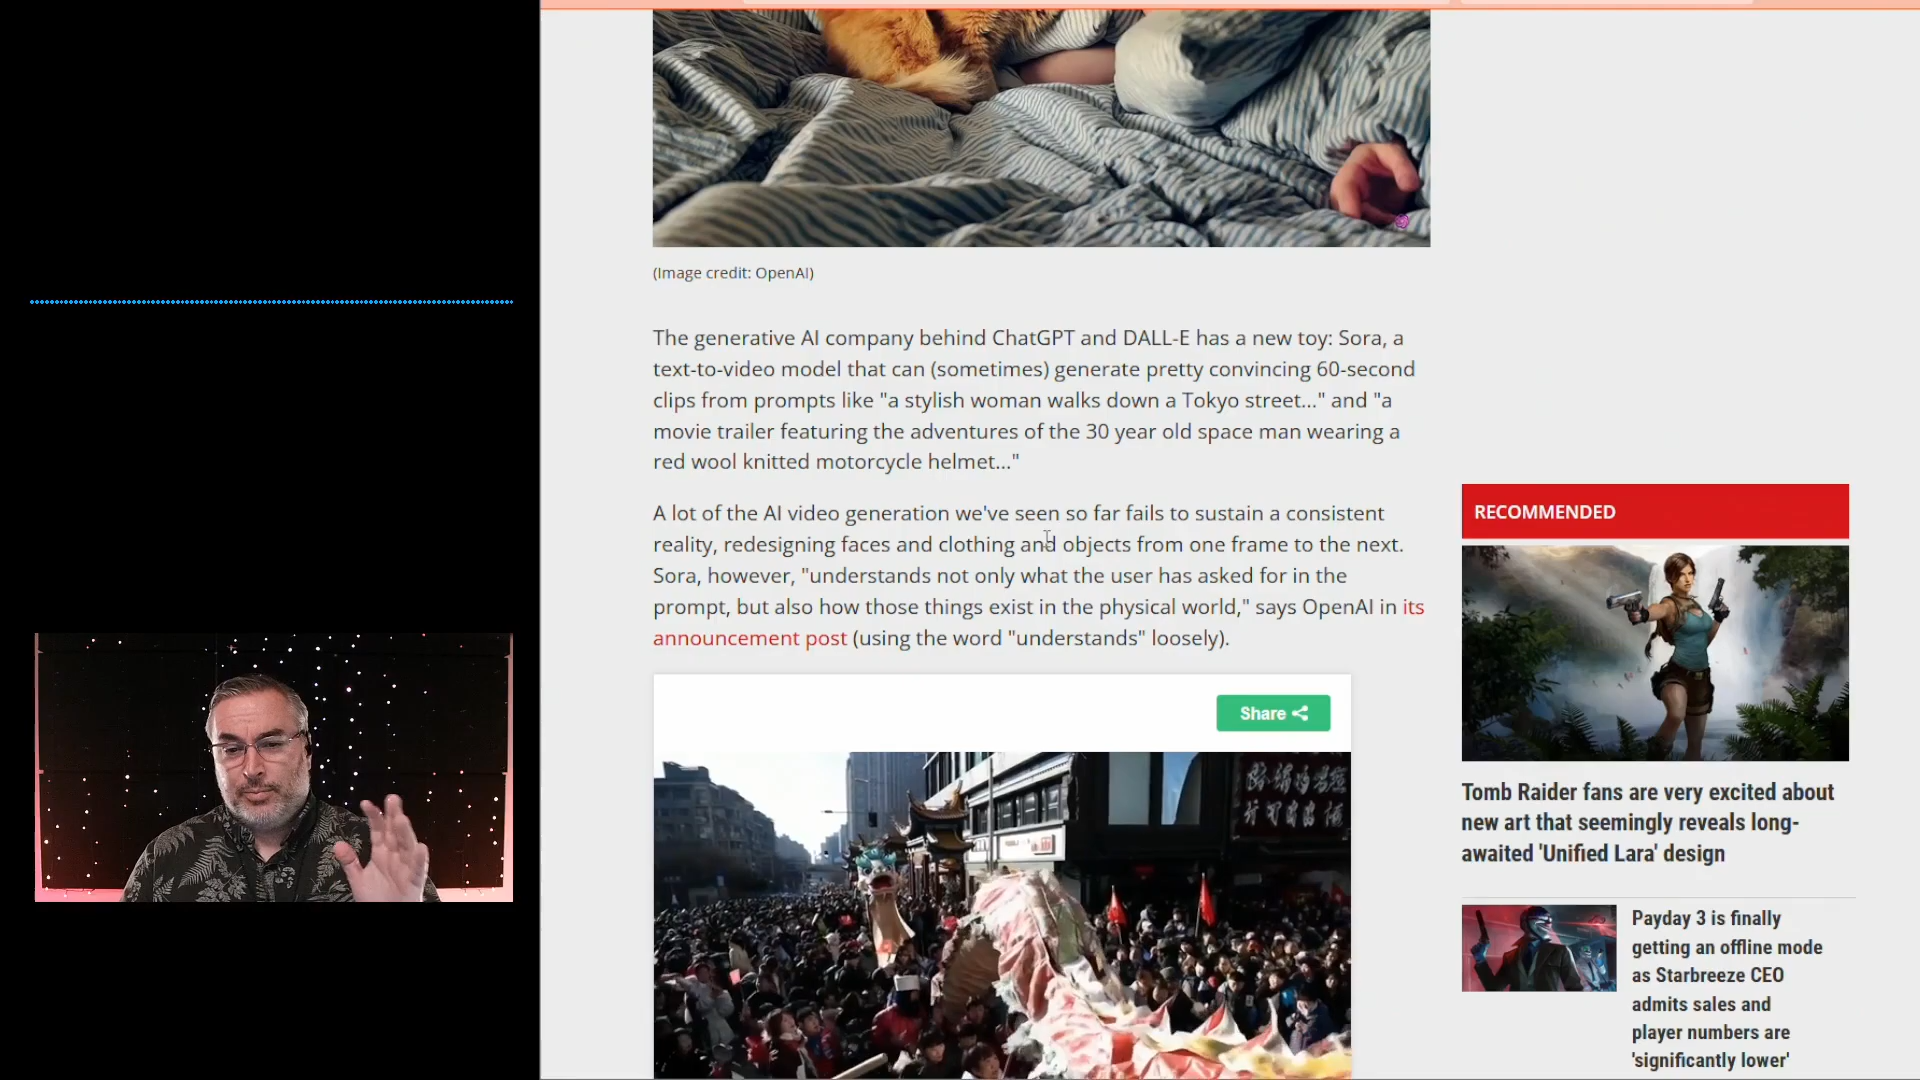 (Image credit: OpenAI)
The generative AI company behind ChatGPT and DALL-E has a new toy: Sora, a
text-to-video model that can (sometimes) generate pretty convincing 60-second
clips from prompts like "a stylish woman walks down a Tokyo street..." and "a
movie trailer featuring the adventures of the 30 year old space man wearing a
red wool knitted motorcycle helmet..."
A lot of the AI video generation we've seen so far fails to sustain a consistent
reality, redesigning faces and clothing and objects from one frame to the next.
Sora, however, "understands not only what the user has asked for in the
prompt, but also how those things exist in the physical world," says OpenAI in its
announcement post (using the word "understands" loosely).
Share
RECOMMENDED
Tomb Raider fans are very excited about
new art that seemingly reveals long-
awaited 'Unified Lara' design
Payday 3 is finally
getting an offline mode
as Starbreeze CEO
admits sales and
player numbers are
'significantly lower'